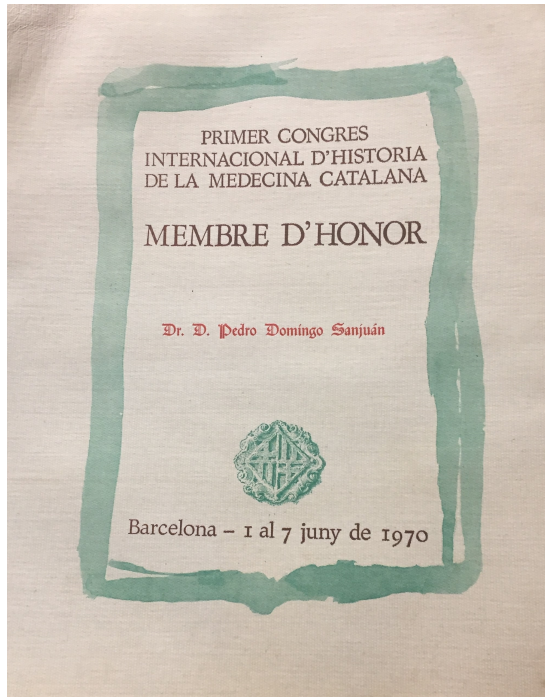 PRIMER CONGRES
INTERNACIONAL D'HISTORIA
DE LA MEDECINA CATALANA
MEMBRE D'HONOR
Dr. D. Pedro Domingo Sanjuán
Barcelona – 1 al 7 juny de 1970